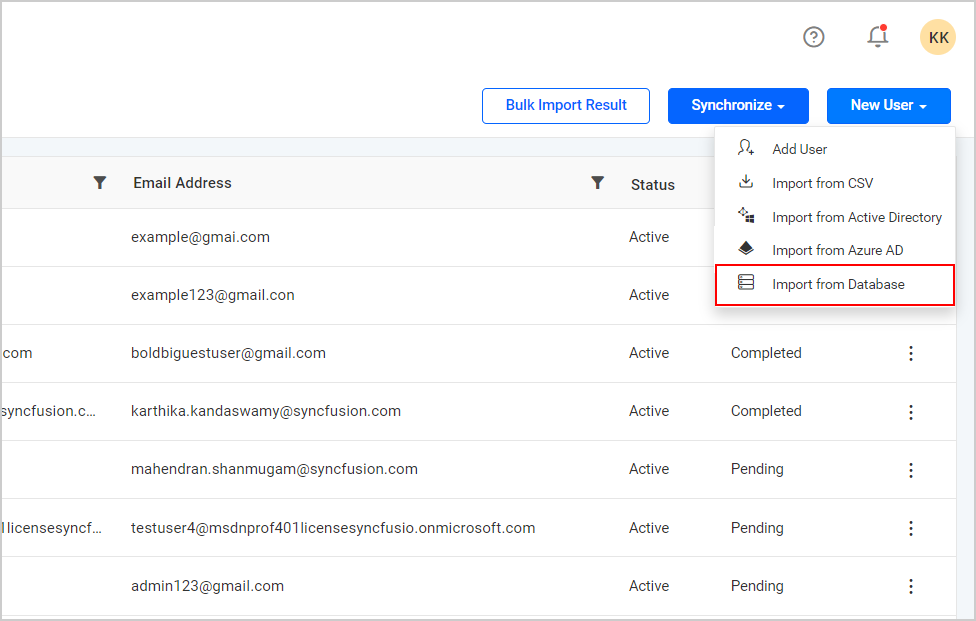 KK
Bulk Import Result
Synchronize
New User
Add User
Import from CSV
Import from Active Directory
Import from Azure AD
Import from Database
Email Address
Status
example@gmai.com
Active
example123@gmail.con
Active
.com
boldbiguestuser@gmail.com
Active
Completed
syncfusion.c...
karthika.kandaswamy@syncfusion.com
Active
Completed
mahendran.shanmugam@syncfusion.com
Active
Pending
1licensesyncf...
testuser4@msdnprof401licensesyncfusio.onmicrosoft.com
Active
Pending
admin123@gmail.com
Active
Pending